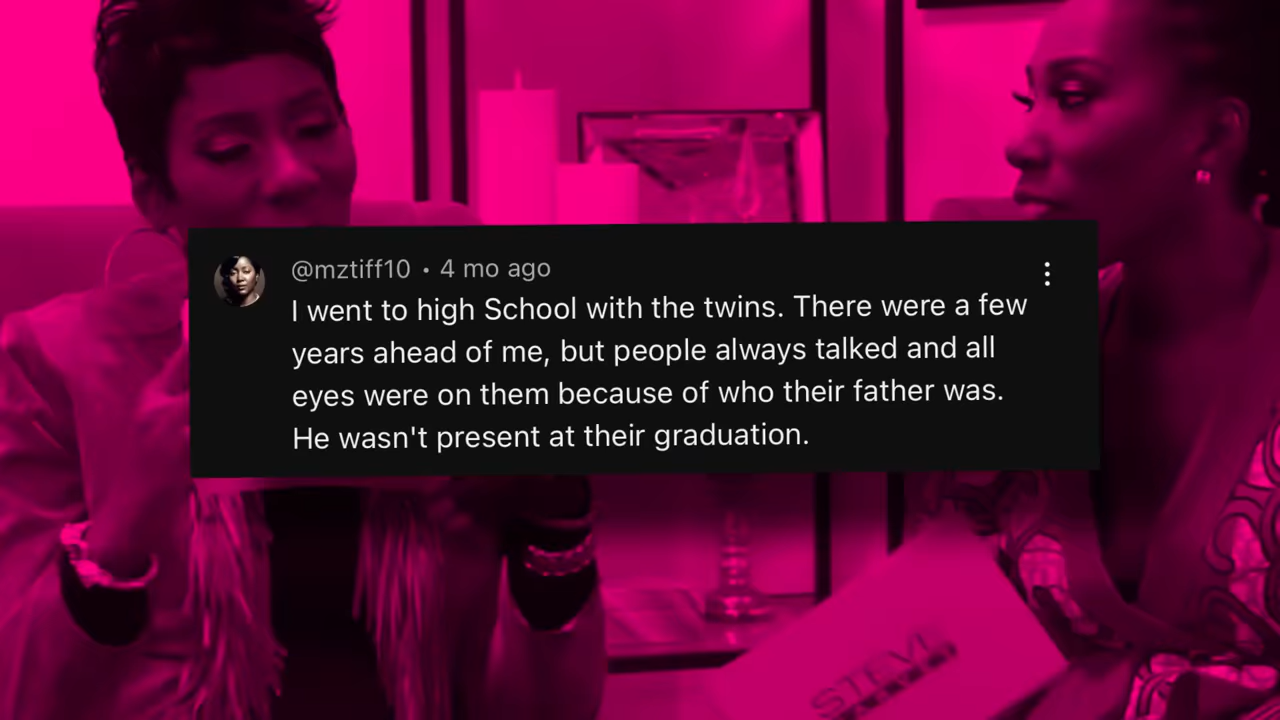 @mztiff10 • 4 mo ago
I went to high School with the twins. There were a few
years ahead of me, but people always talked and all
eyes were on them because of who their father was.
He wasn't present at their graduation.